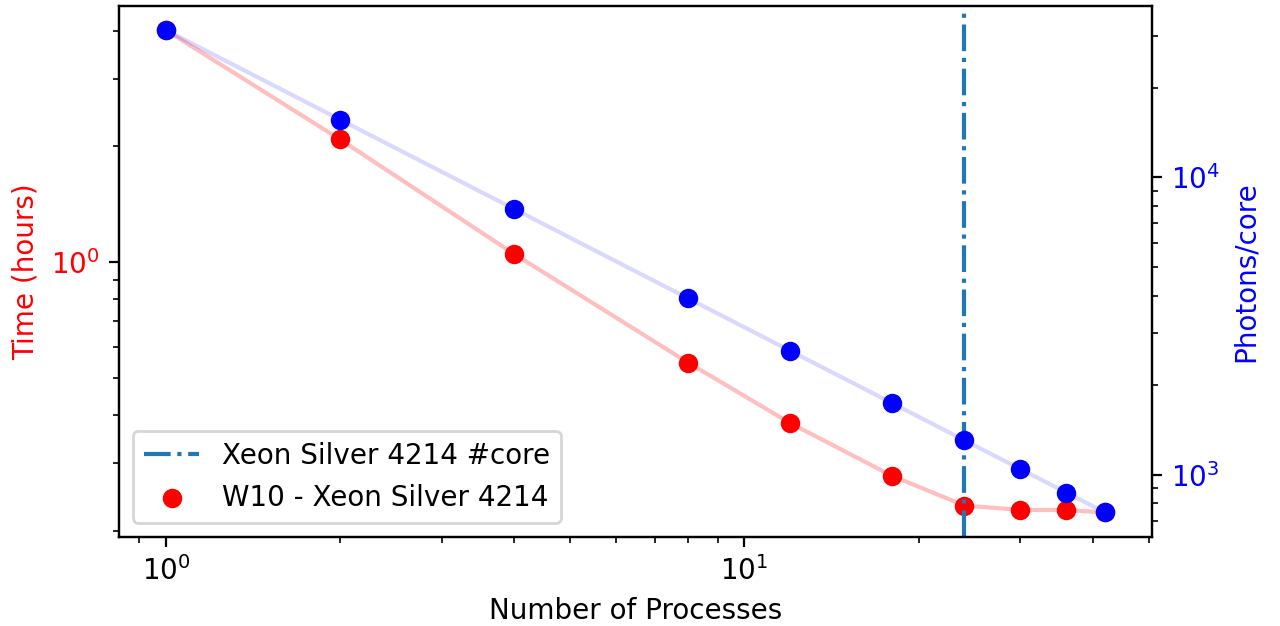 Time (hours)
10⁰
10⁴
10³
Photons/core
Xeon Silver 4214 #core
W10 - Xeon Silver 4214
10⁰
10¹
Number of Processes